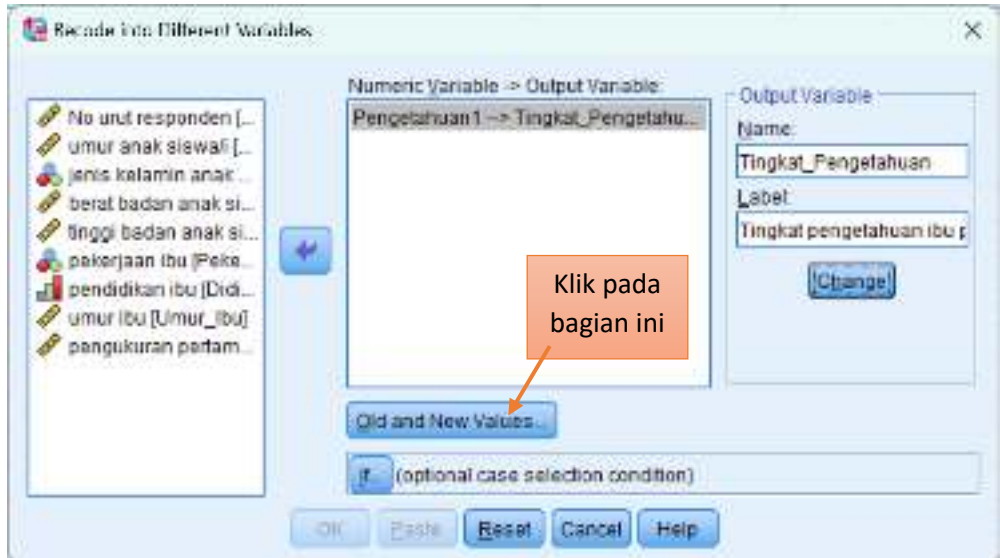 Recode into Different Variables
Numeric Variable -> Output Variable:
Pengetahuan1 --> Tingkat_Pengetahu...
No urut responden [...
umur anak siswa/i [...
jenis kelamin anak ...
berat badan anak si...
tinggi badan anak si...
pekerjaan ibu [Peke...
pendidikan ibu [Didi...
umur ibu [Umur_Ibu]
pengukuran pertam...
Output Variable
Name:
Tingkat_Pengetahuan
Label:
Tingkat pengetahuan ibu p
Change
Klik pada
bagian ini
Old and New Values...
If... (optional case selection condition)
OK Paste Reset Cancel Help